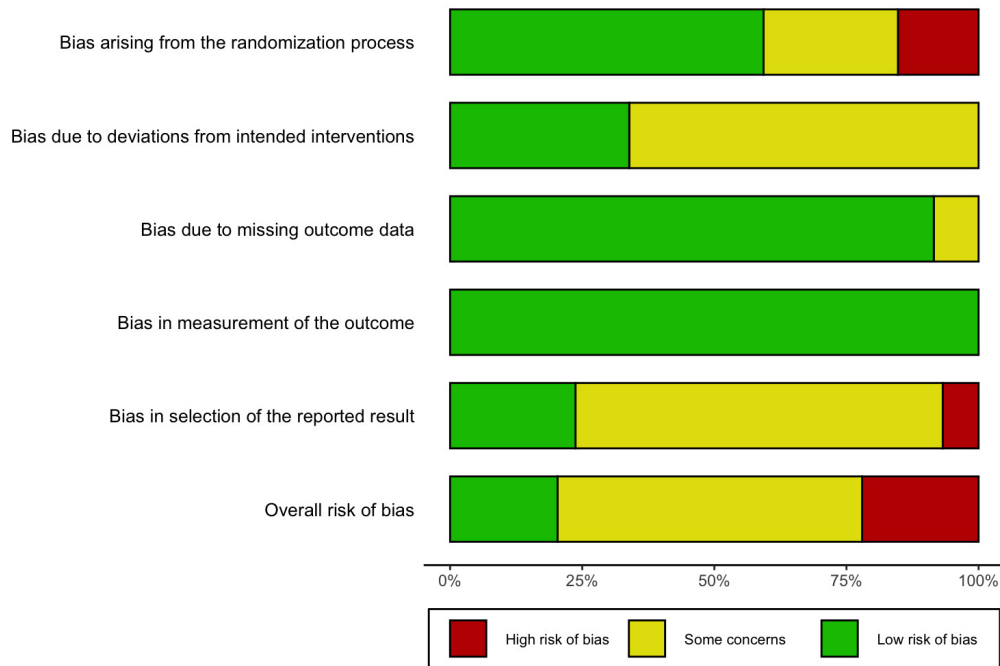 Bias arising from the randomization process
Bias due to deviations from intended interventions
Bias due to missing outcome data
Bias in measurement of the outcome
Bias in selection of the reported result
Overall risk of bias
0% 25% 50% 75% 100%
High risk of bias Some concerns Low risk of bias